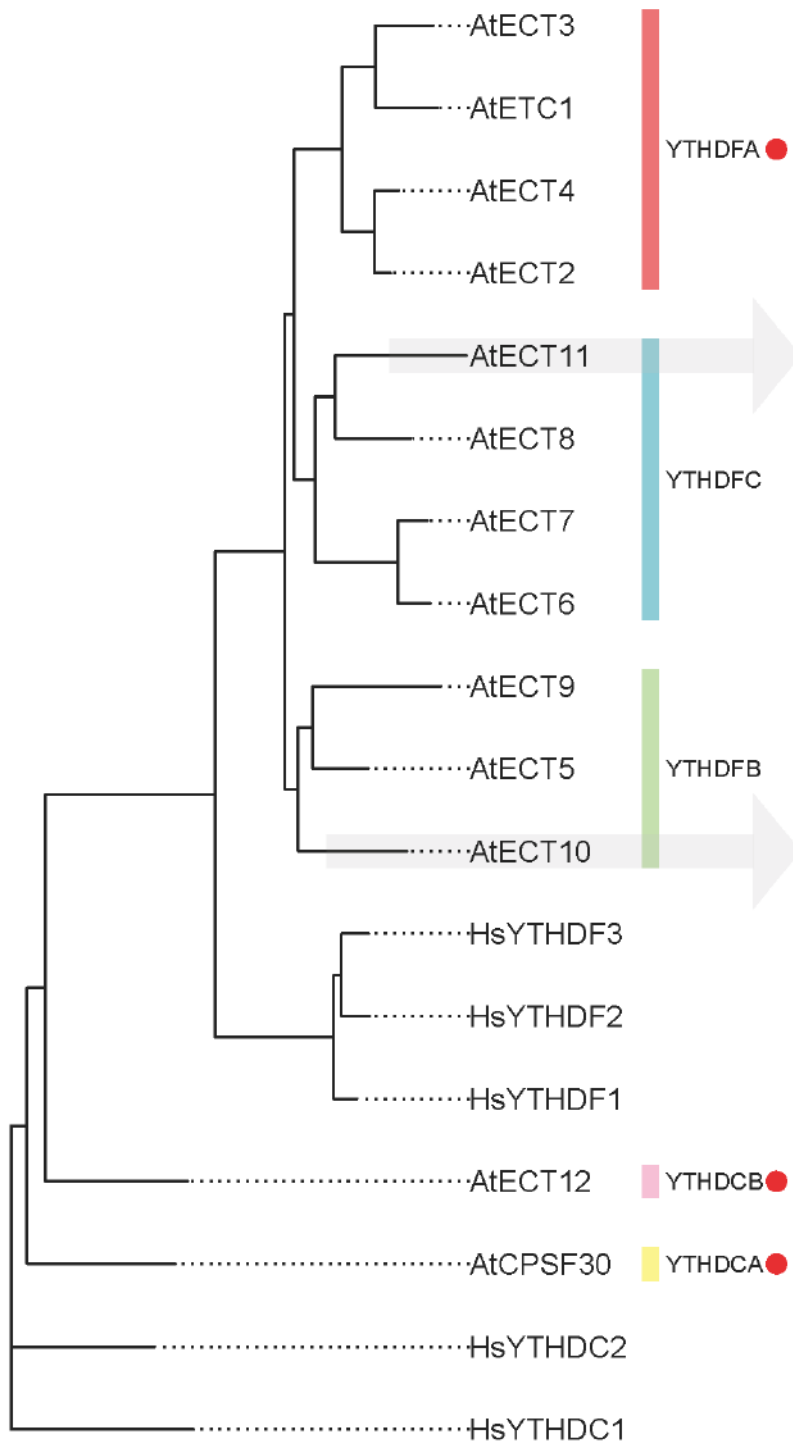 AtECT3
AtETC1
YTHDFA
AtECT4
AtECT2
AtECT11
AtECT8
YTHDFC
AtECT7
AtECT6
AtECT9
AtECT5
YTHDFB
AtECT10
HsYTHDF3
HsYTHDF2
HsYTHDF1
AtECT12 YTHDCB
AtCPSF30 YTHDCA
HsYTHDC2
HsYTHDC1